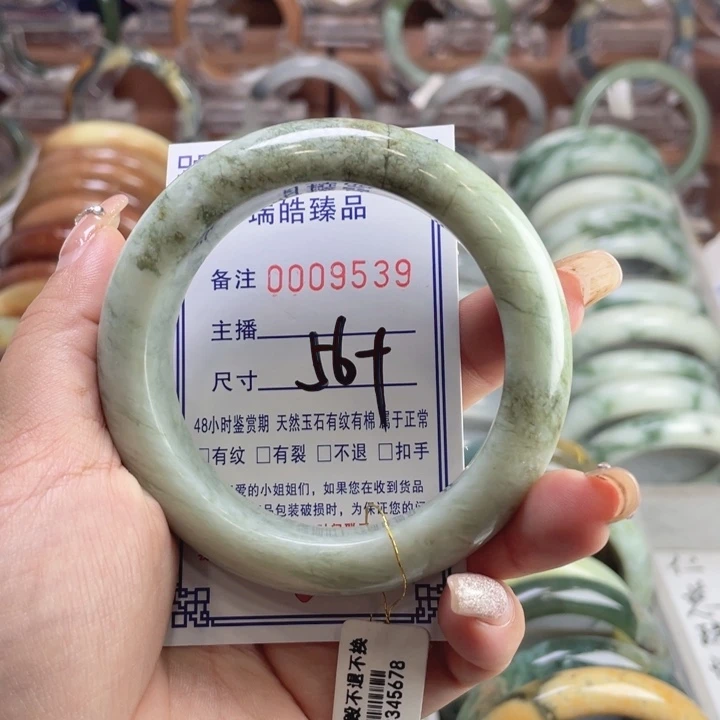 瑞皓臻品
备注 0009539
主播
尺寸 56+
48小时鉴赏期 天然玉石有纹有棉 属于正常
□有纹 □有裂 □不退 □扣手
爱的小姐姐们，如果您在收到货品
品包装破损时，为保证您的
毁不退不换
345678